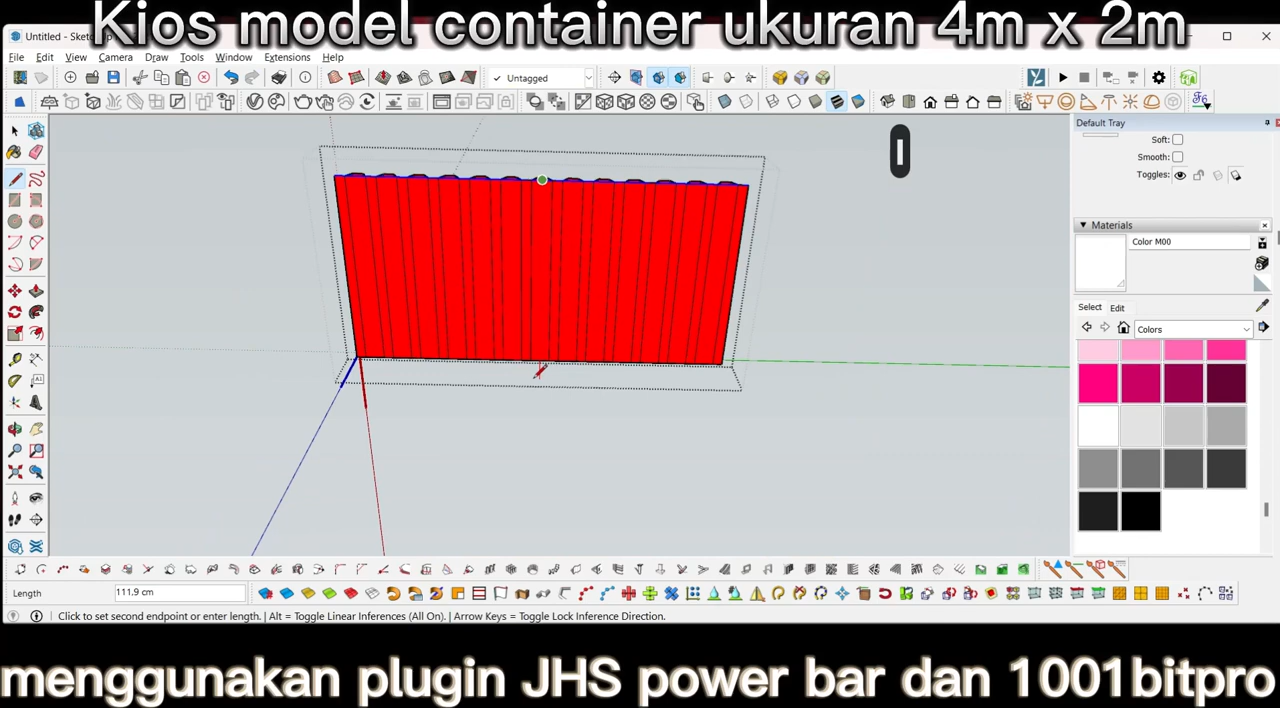 Kios model container ukuran 4m x 2m
Untitled - Sketch
File Edit View Camera Draw Tools Window Extensions Help
Untagged
Default Tray
Soft:
Smooth:
Toggles:
Materials
Color M00
Select Edit
Colors
Length 111.9 cm
Click to set second endpoint or enter length. | Alt = Toggle Linear Inferences (All On). | Arrow Keys = Toggle Lock Inference Direction.
menggunakan plugin JHS power bar dan 1001bitpro